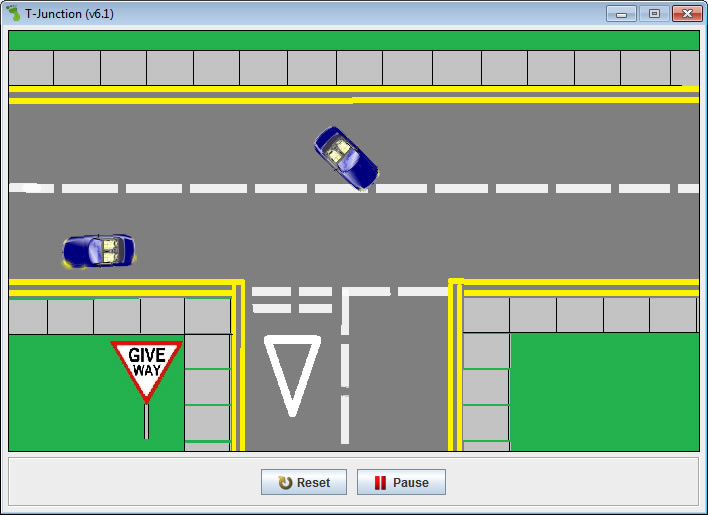 T-Junction (v6.1)
GIVE
WAY
Reset
Pause